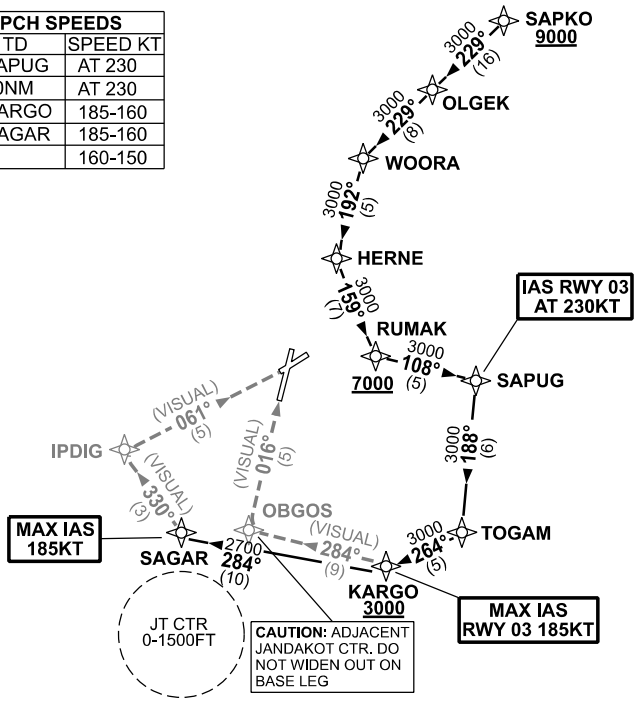 PCH SPEEDS
TD SPEED KT
APUG AT 230
0NM AT 230
ARGO 185-160
AGAR 185-160
160-150
SAPKO
9000
3000
229°
(16)
OLGEK
3000
229°
(8)
WOORA
3000
192°
(5)
HERNE
3000
159°
(7)
RUMAK
7000
3000
108°
(5)
IAS RWY 03
AT 230KT
SAPUG
3000
188°
(6)
TOGAM
3000
264°
(5)
KARGO
3000
MAX IAS
RWY 03 185KT
(VISUAL)
284°
(9)
OBGOS
(VISUAL)
016°
(5)
2700
284°
(10)
SAGAR
MAX IAS
185KT
(VISUAL)
330°
(3)
IPDIG
(VISUAL)
061°
(5)
JT CTR
0-1500FT
CAUTION: ADJACENT
JANDAKOT CTR. DO
NOT WIDEN OUT ON
BASE LEG